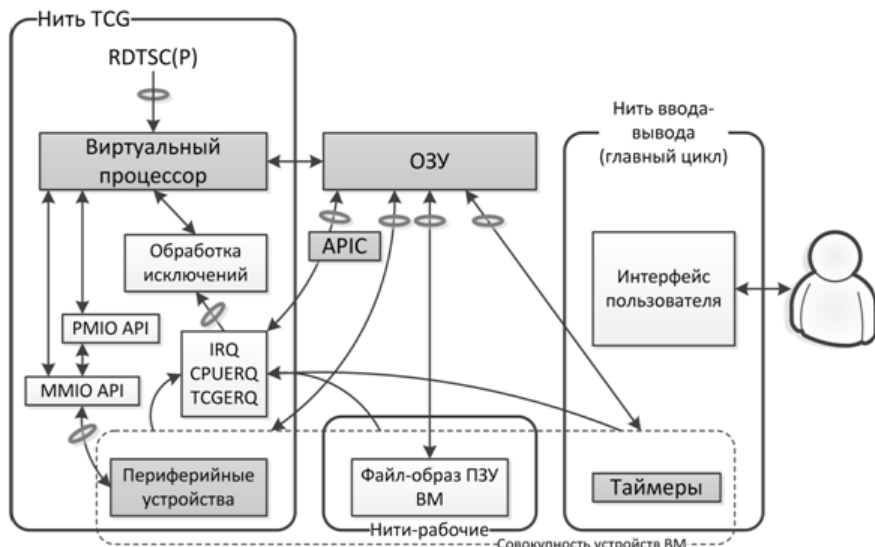 Нить TCG
RDTSC(P)
Виртуальный
процессор
ОЗУ
Нить ввода-
вывода
(главный цикл)
APIC
Обработка
исключений
Интерфейс
пользователя
PMIO API
IRQ
CPUERQ
TCGERQ
MMIO API
Периферийные
устройства
Файл-образ ПЗУ
ВМ
Таймеры
Нити-рабочие
Совокупность устройств ВМ